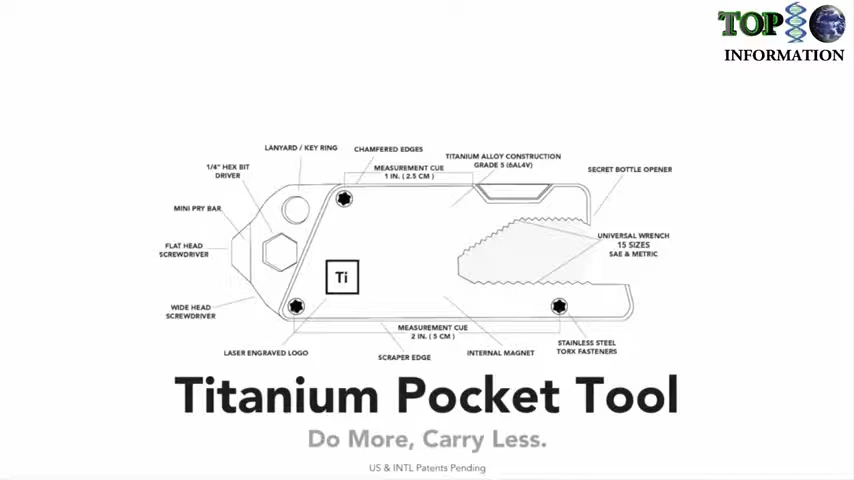 TOP
INFORMATION
LANYARD / KEY RING
CHAMFERED EDGES
1/4" HEX BIT
DRIVER
MEASUREMENT CUE
1 IN. ( 2.5 CM )
TITANIUM ALLOY CONSTRUCTION
GRADE 5 (6AL4V)
SECRET BOTTLE OPENER
MINI PRY BAR
FLAT HEAD
SCREWDRIVER
UNIVERSAL WRENCH
15 SIZES
SAE & METRIC
Ti
WIDE HEAD
SCREWDRIVER
MEASUREMENT CUE
2 IN. ( 5 CM )
LASER ENGRAVED LOGO
SCRAPER EDGE
INTERNAL MAGNET
STAINLESS STEEL
TORX FASTENERS
Titanium Pocket Tool
Do More, Carry Less.
US & INTL Patents Pending